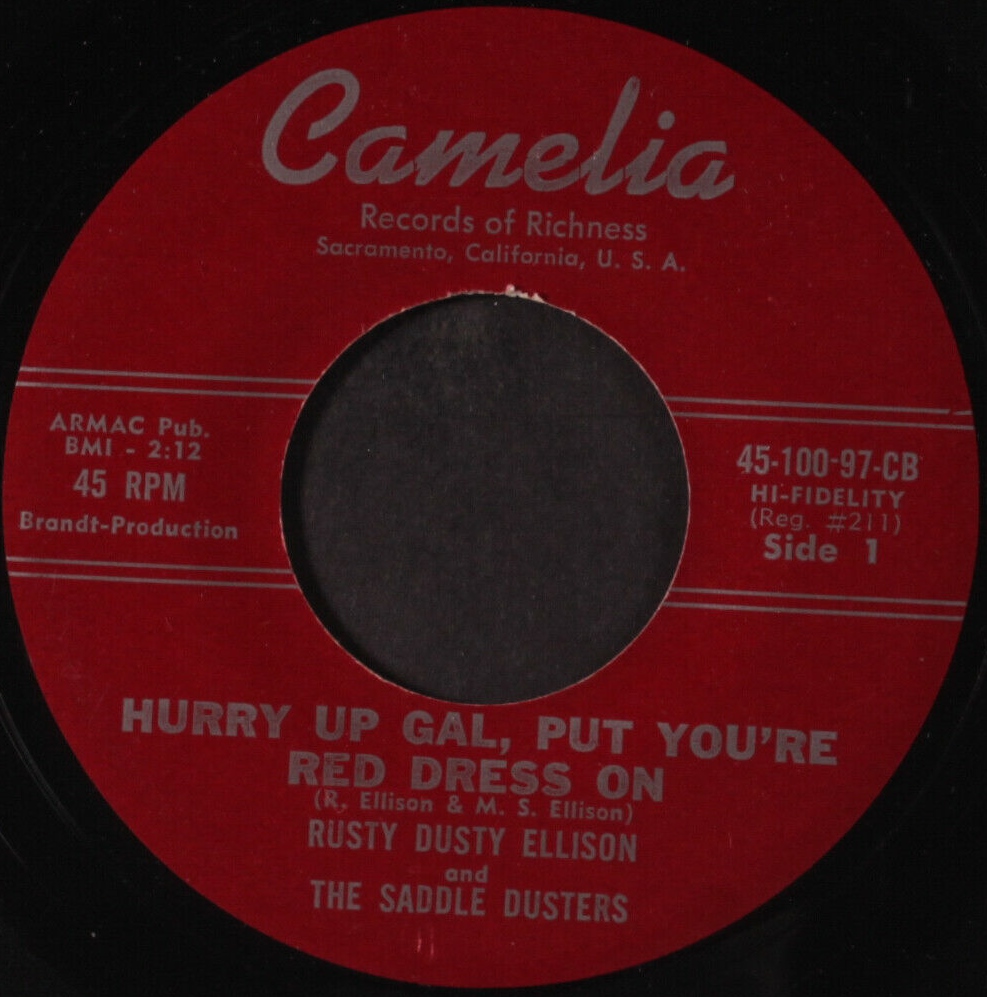 Camelia
Records of Richness
Sacramento, California, U. S. A.
ARMAC Pub.
BMI - 2:12
45 RPM
Brandt-Production
45-100-97-CB
HI-FIDELITY
(Reg. #211)
Side 1
HURRY UP GAL, PUT YOU'RE
RED DRESS ON
(R, Ellison & M. S. Ellison)
RUSTY DUSTY ELLISON
and
THE SADDLE DUSTERS